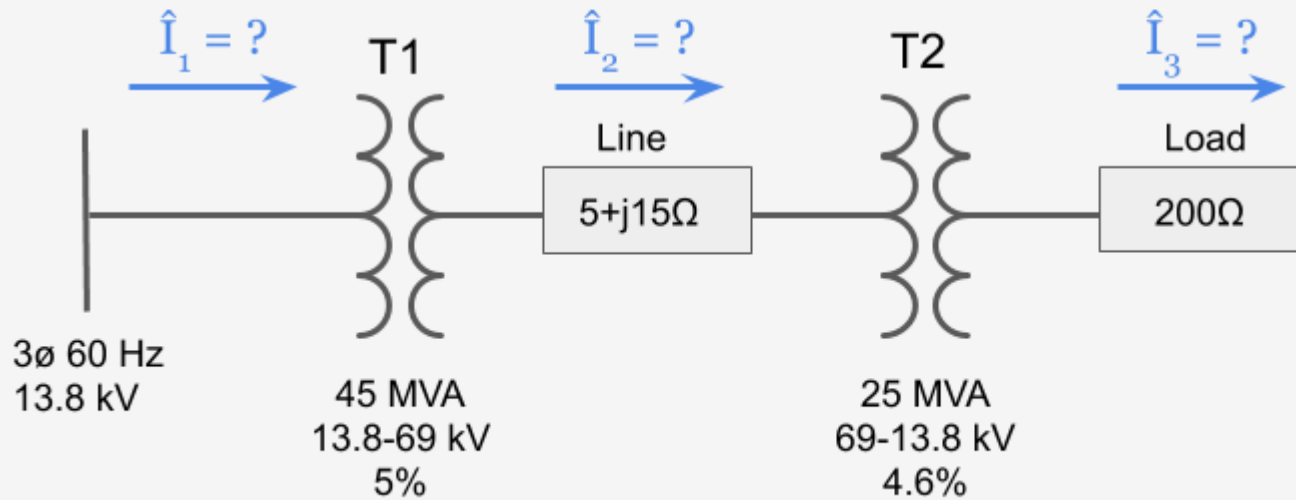 Î₁ = ?
T1
Î₂ = ?
T2
Î₃ = ?
Line
Load
5+j15Ω
200Ω
3ø 60 Hz
13.8 kV
45 MVA
13.8-69 kV
5%
25 MVA
69-13.8 kV
4.6%